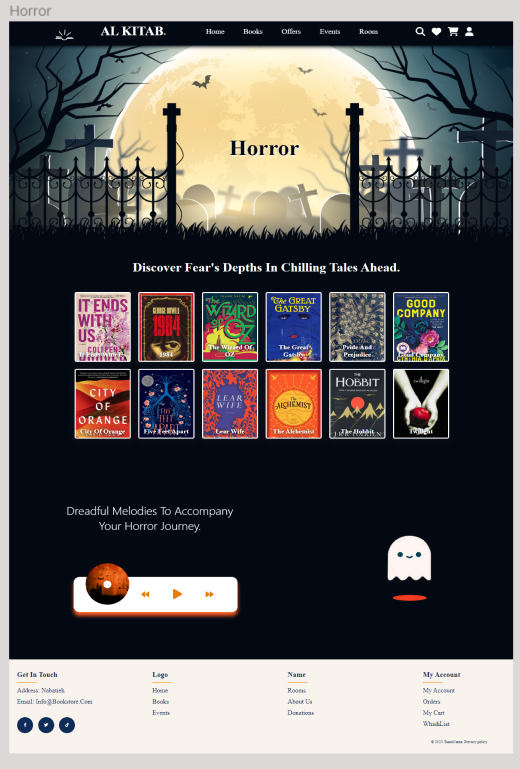 Horror
AL KITAB.
Home Books Offers Events Room
Horror
Discover Fear's Depths In Chilling Tales Ahead.
IT ENDS
WITH
US
COLLEEN
It Ends With Us
GEORGE ORWELL
1984
1984
The
WIZARD
OF
OZ
The Wizard Of
OZ
The GREAT
GATSBY
The Great
Gatsby
Pride And
Prejudice
GOOD
COMPANY
Good Company
CITY
OF
ORANGE
City Of Orange
FIVE
FEET
APART
Five Feet Apart
LEAR
WIFE
Lear Wife
THE
ALCHEMIST
The Alchemist
THE
HOBBIT
The Hobbit
twilight
Twilight
Dreadful Melodies To Accompany
Your Horror Journey.
Get In Touch
Address: Nabatieh
Email: Info@Bookstore.Com
Logo
Home
Books
Events
Name
Rooms
About Us
Donations
My Account
My Account
Orders
My Cart
WhishList